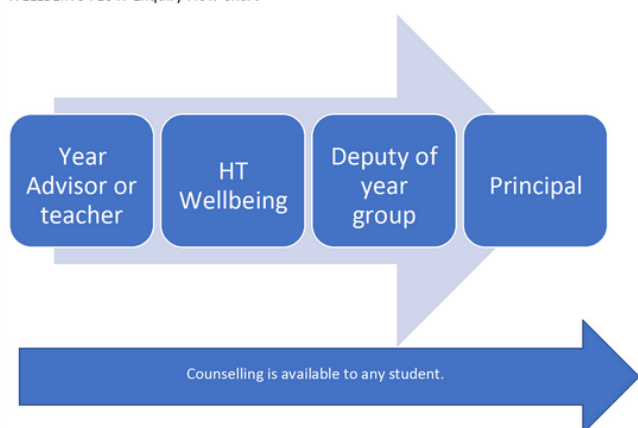 Year
Advisor or
teacher
HT
Wellbeing
Deputy of
year
group
Principal
Counselling is available to any student.